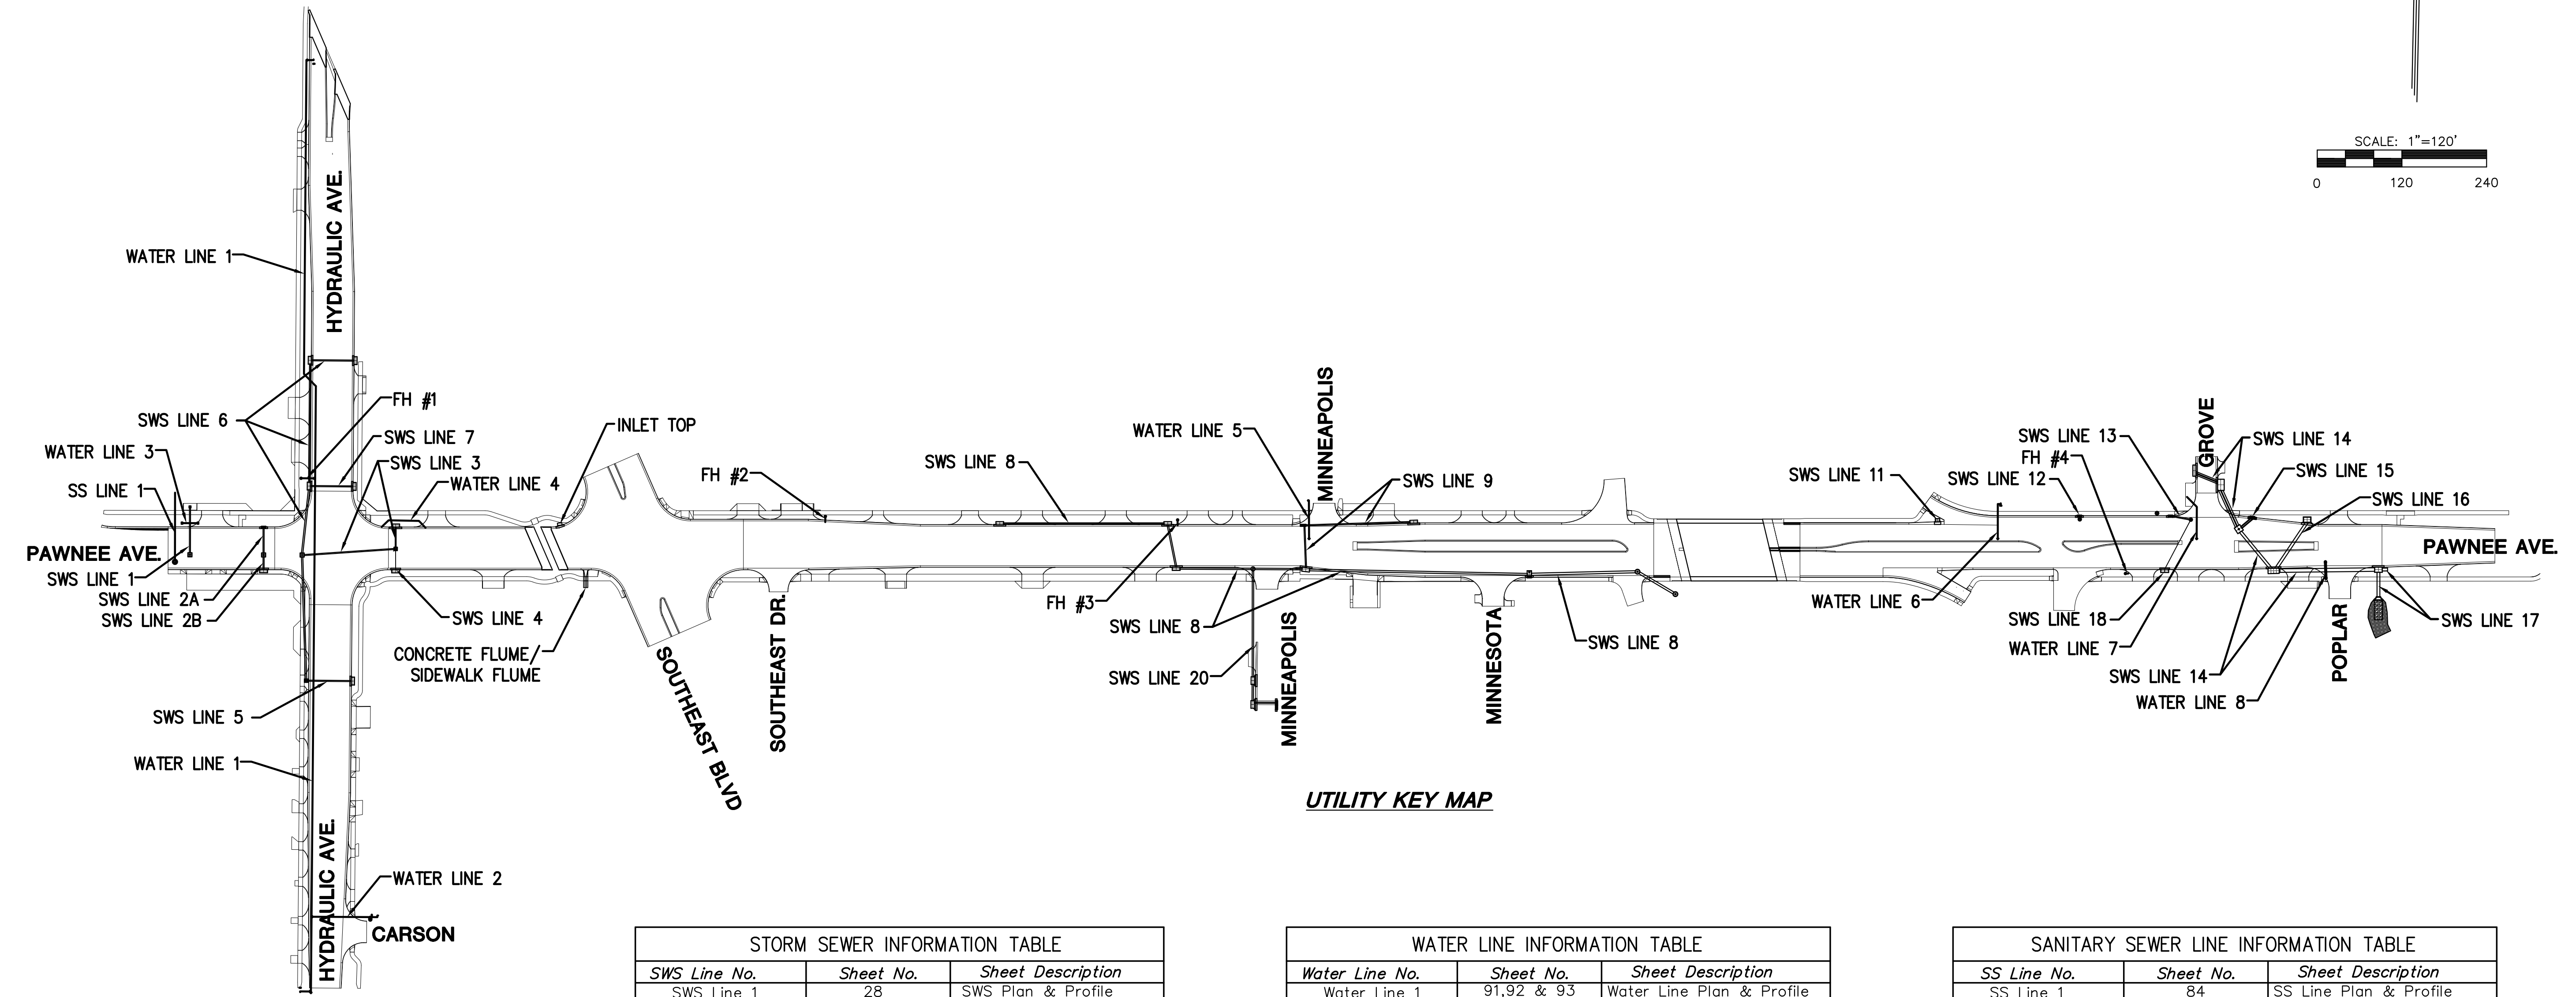 SCALE: 1"=120'
0 120 240
HYDRAULIC AVE.
WATER LINE 1
FH #1
SWS LINE 6
SWS LINE 7
WATER LINE 3
SWS LINE 3
SS LINE 1
WATER LINE 4
INLET TOP
FH #2
SWS LINE 8
WATER LINE 5
MINNEAPOLIS
SWS LINE 9
SWS LINE 11
SWS LINE 13
FH #4
SWS LINE 12
GROVE
SWS LINE 14
SWS LINE 15
SWS LINE 16
PAWNEE AVE.
PAWNEE AVE.
SWS LINE 1
SWS LINE 2A
SWS LINE 2B
SWS LINE 4
CONCRETE FLUME/
SIDEWALK FLUME
SOUTHEAST BLVD
SOUTHEAST DR.
FH #3
SWS LINE 8
SWS LINE 20
MINNEAPOLIS
MINNESOTA
SWS LINE 8
WATER LINE 6
SWS LINE 18
WATER LINE 7
SWS LINE 14
WATER LINE 8
POPLAR
SWS LINE 17
SWS LINE 5
WATER LINE 1
HYDRAULIC AVE.
WATER LINE 2
CARSON
UTILITY KEY MAP
STORM SEWER INFORMATION TABLE
SWS Line No. Sheet No. Sheet Description
SWS Line 1 28 SWS Plan & Profile
WATER LINE INFORMATION TABLE
Water Line No. Sheet No. Sheet Description
Water Line 1 91,92 & 93 Water Line Plan & Profile
SANITARY SEWER LINE INFORMATION TABLE
SS Line No. Sheet No. Sheet Description
SS Line 1 84 SS Line Plan & Profile